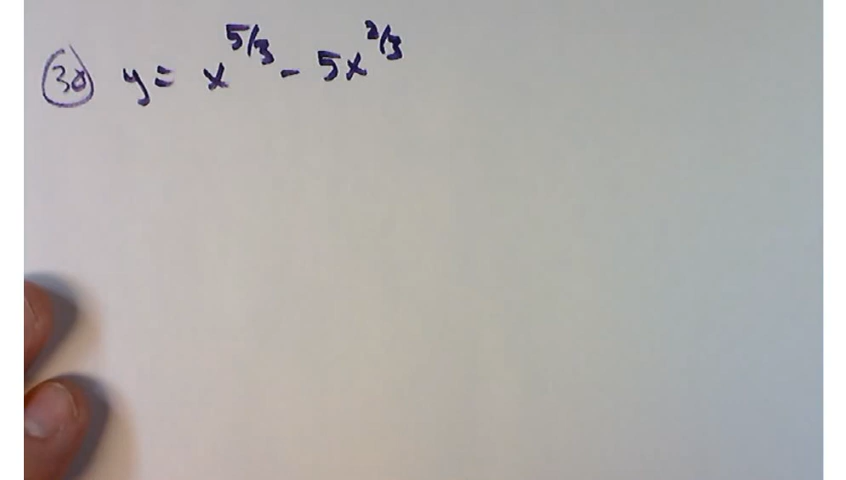 30 y = x^{5/3} - 5x^{2/3}